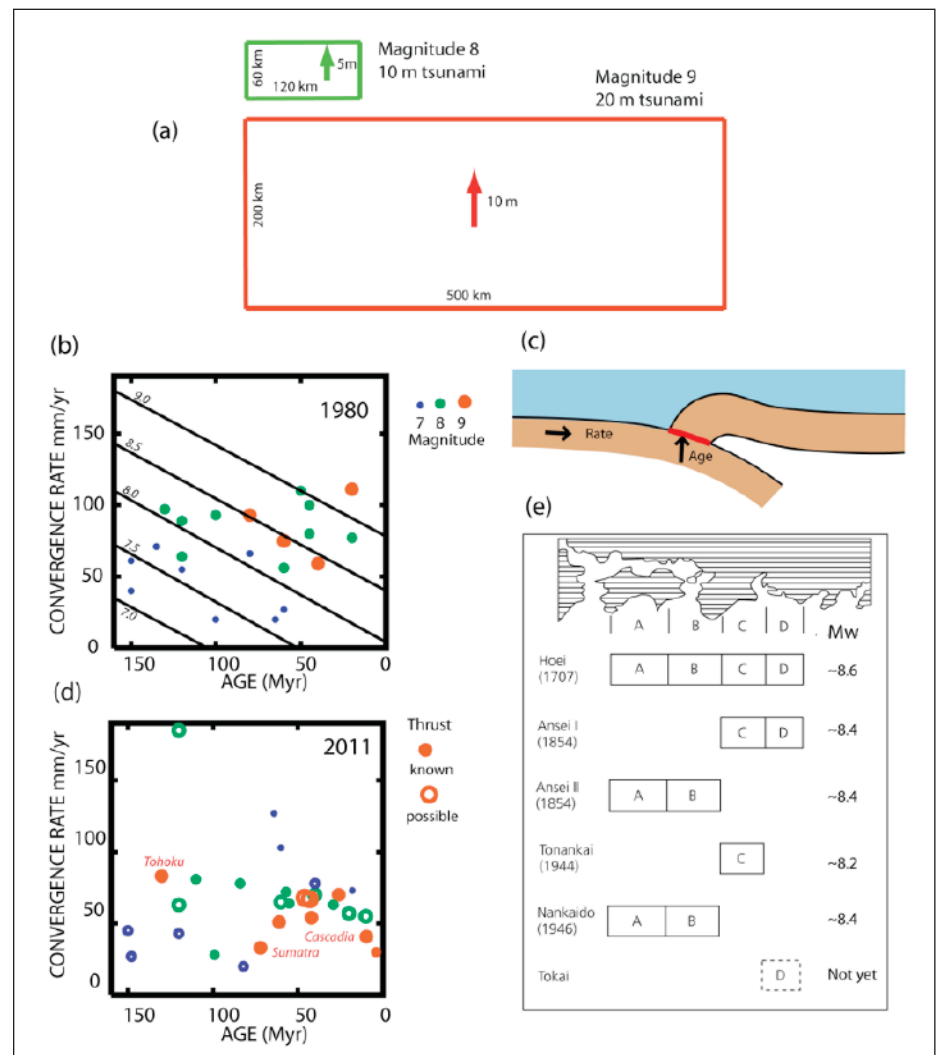 (a)
60 km
120 km
5m
Magnitude 8
10 m tsunami
Magnitude 9
20 m tsunami
200 km
10 m
500 km
(b)
CONVERGENCE RATE mm/yr
150
100
50
0
1980
9.0
8.5
8.0
7.5
7.0
150 100 50 0
AGE (Myr)
7 8 9
Magnitude
(c)
Rate
Age
(d)
CONVERGENCE RATE mm/yr
150
100
50
0
2011
Tohoku
Sumatra
Cascadia
150 100 50 0
AGE (Myr)
Thrust
known
possible
(e)
A B C D Mw
Hoei
(1707)
A B C D ~8.6
Ansei I
(1854)
C D ~8.4
Ansei II
(1854)
A B ~8.4
Tonankai
(1944)
C ~8.2
Nankaido
(1946)
A B ~8.4
Tokai D Not yet